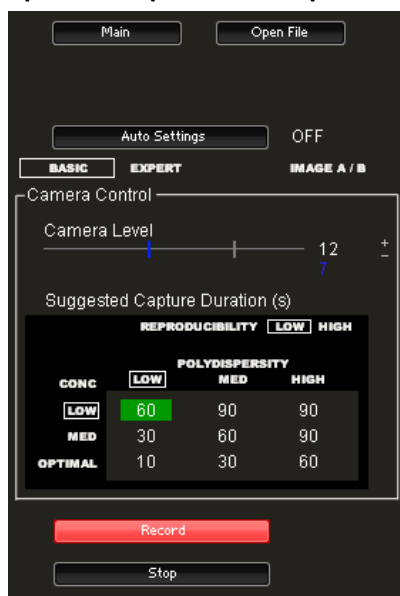 Main Open File
Auto Settings OFF
BASIC EXPERT IMAGE A / B
Camera Control
Camera Level
12 + -
7
Suggested Capture Duration (s)
REPRODUCIBILITY LOW HIGH
POLYDISPERSITY
CONC LOW MED HIGH
LOW 60 90 90
MED 30 60 90
OPTIMAL 10 30 60
Record
Stop